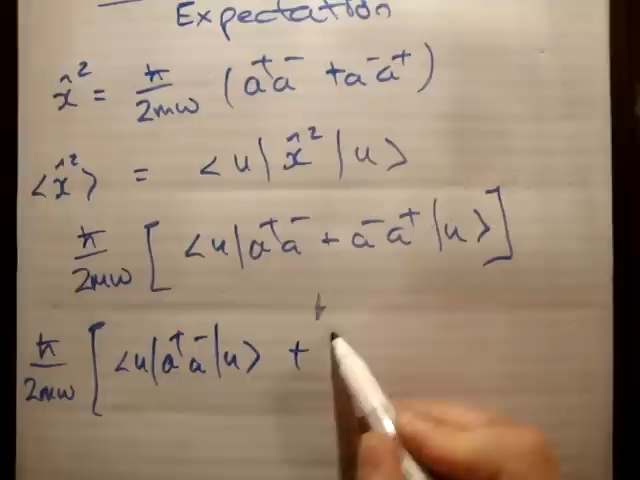 Expectation
x̂² = ħ/2mω (a⁺a⁻ + a⁻a⁺)
<x̂²> = <u|x̂²|u>
ħ/2mω [<u|a⁺a⁻ + a⁻a⁺|u>]
ħ/2mω [<u|a⁺a⁻|u> +